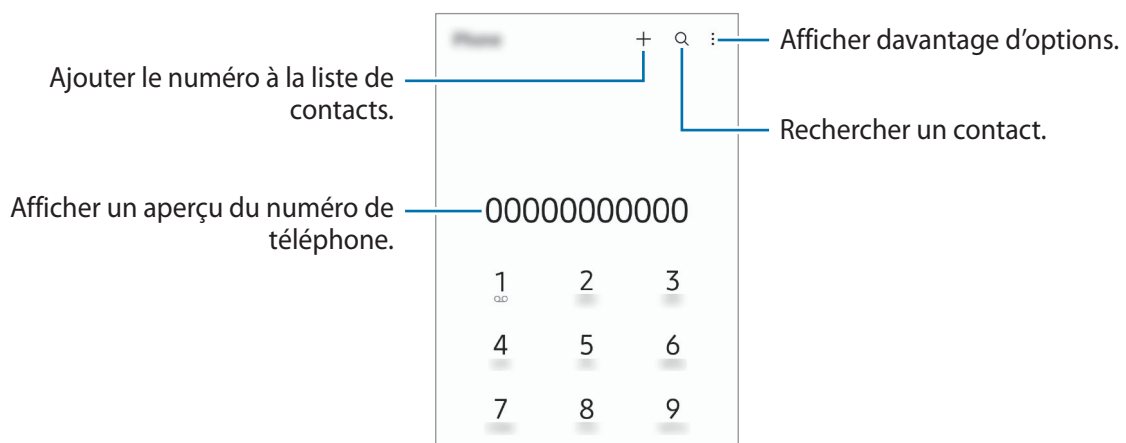 Afficher davantage d’options.
Ajouter le numéro à la liste de
contacts.
Rechercher un contact.
Afficher un aperçu du numéro de
téléphone.
00000000000
1 2 3
4 5 6
7 8 9